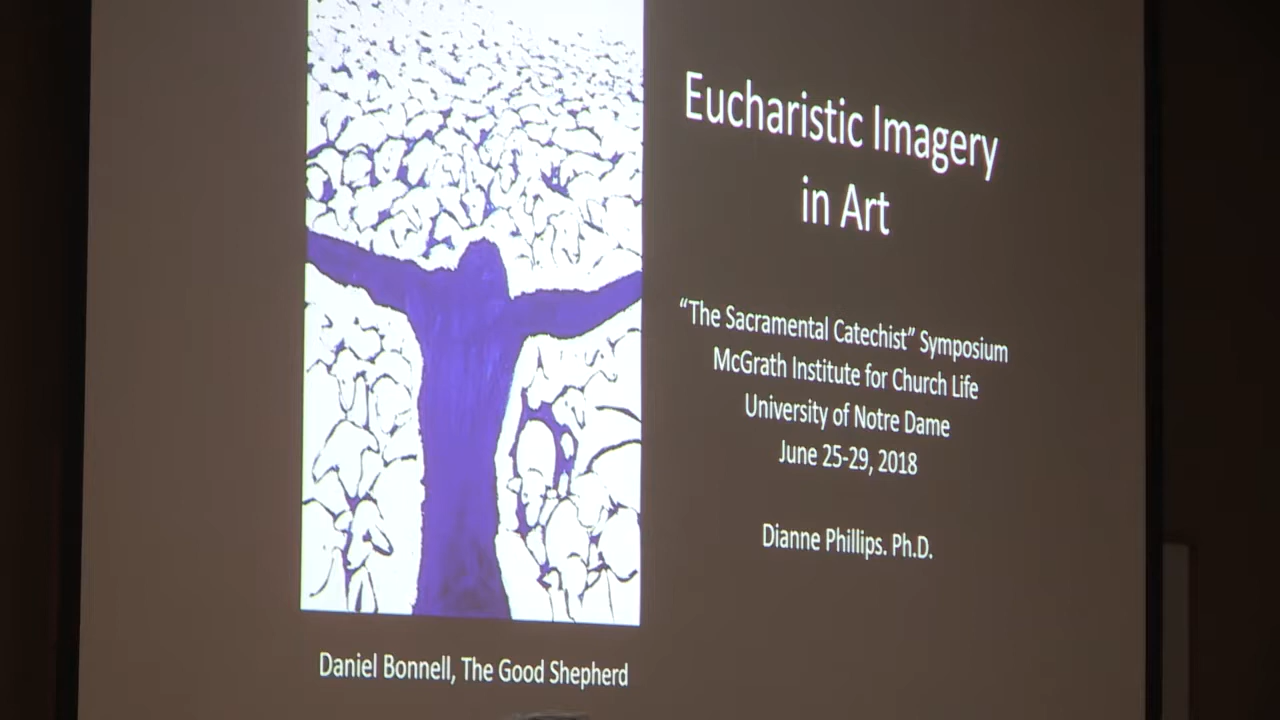 Eucharistic Imagery
in Art
“The Sacramental Catechist” Symposium
McGrath Institute for Church Life
University of Notre Dame
June 25-29, 2018
Dianne Phillips. Ph.D.
Daniel Bonnell, The Good Shepherd